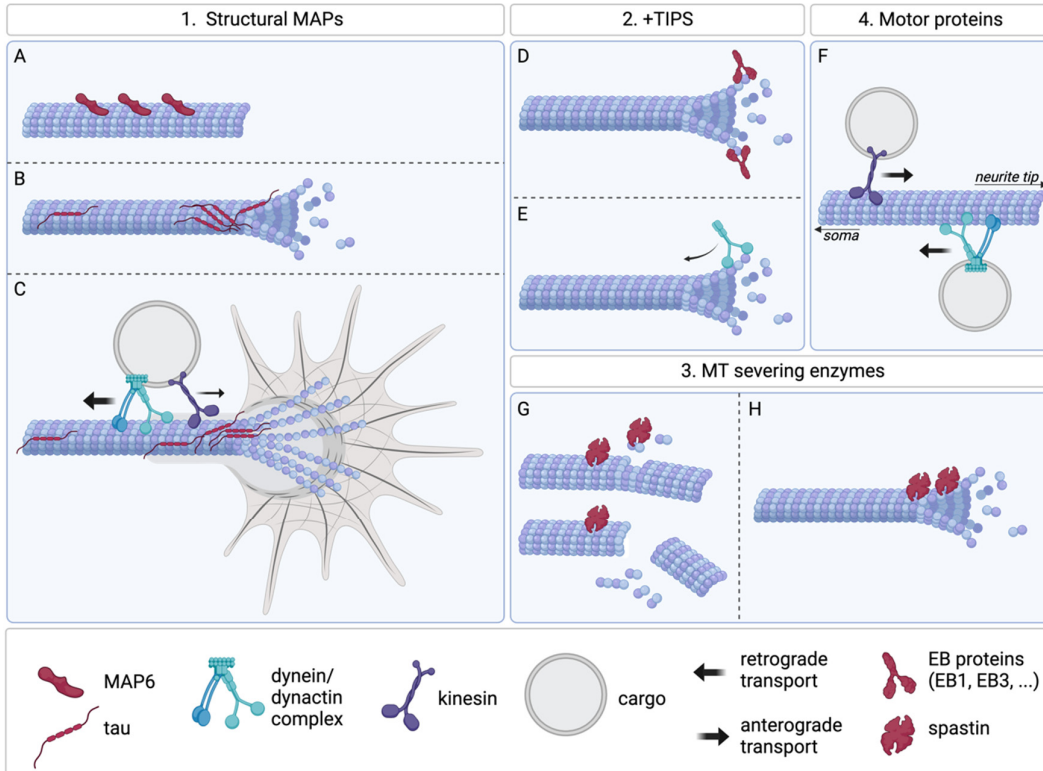 1. Structural MAPs
2. +TIPS
4. Motor proteins
A
B
C
D
E
F
neurite tip
soma
3. MT severing enzymes
G
H
MAP6
tau
dynein/
dynactin
complex
kinesin
cargo
retrograde
transport
anterograde
transport
EB proteins
(EB1, EB3, ...)
spastin